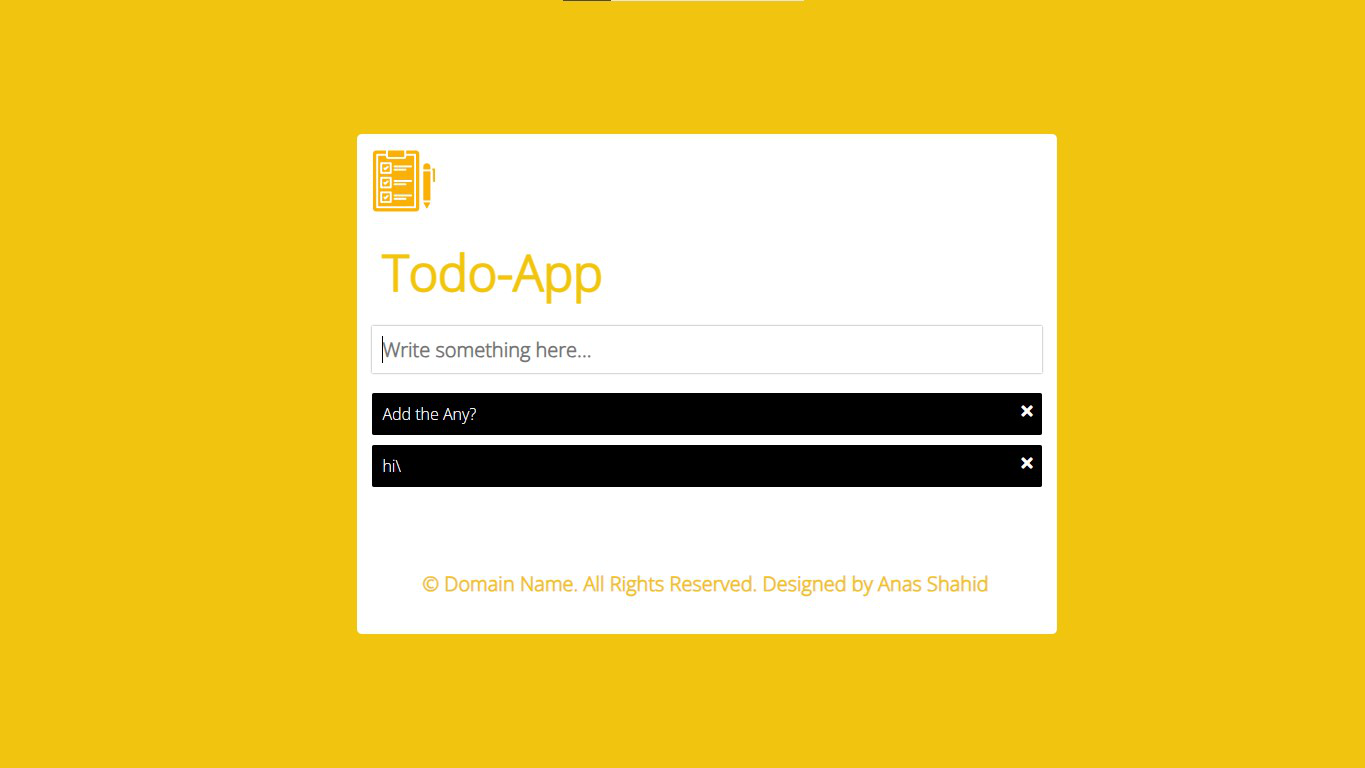 Todo-App
Write something here...
Add the Any?
hi\
© Domain Name. All Rights Reserved. Designed by Anas Shahid